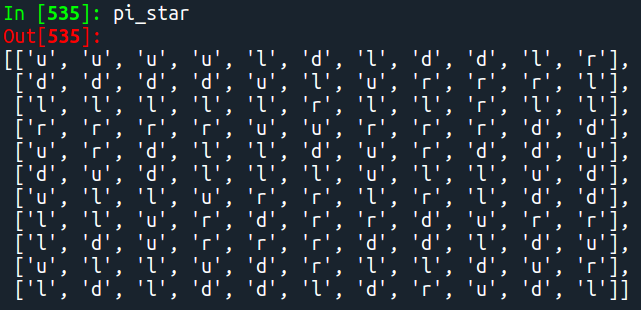 In [535]: pi_star
Out[535]:
[['u', 'u', 'u', 'u', 'l', 'd', 'l', 'd', 'd', 'l', 'r'],
['d', 'd', 'd', 'd', 'u', 'l', 'u', 'r', 'r', 'r', 'l'],
['l', 'l', 'l', 'l', 'l', 'r', 'l', 'l', 'r', 'l', 'l'],
['r', 'r', 'r', 'r', 'u', 'u', 'r', 'r', 'r', 'd', 'd'],
['u', 'r', 'd', 'l', 'l', 'd', 'u', 'r', 'd', 'd', 'u'],
['d', 'u', 'd', 'l', 'l', 'l', 'u', 'l', 'l', 'u', 'd'],
['u', 'l', 'l', 'u', 'r', 'r', 'l', 'r', 'l', 'd', 'd'],
['l', 'l', 'u', 'r', 'd', 'r', 'r', 'd', 'u', 'r', 'r'],
['l', 'd', 'u', 'r', 'r', 'r', 'd', 'd', 'l', 'd', 'u'],
['u', 'l', 'l', 'u', 'd', 'r', 'l', 'l', 'd', 'u', 'r'],
['l', 'd', 'l', 'd', 'd', 'l', 'd', 'r', 'u', 'd', 'l']]